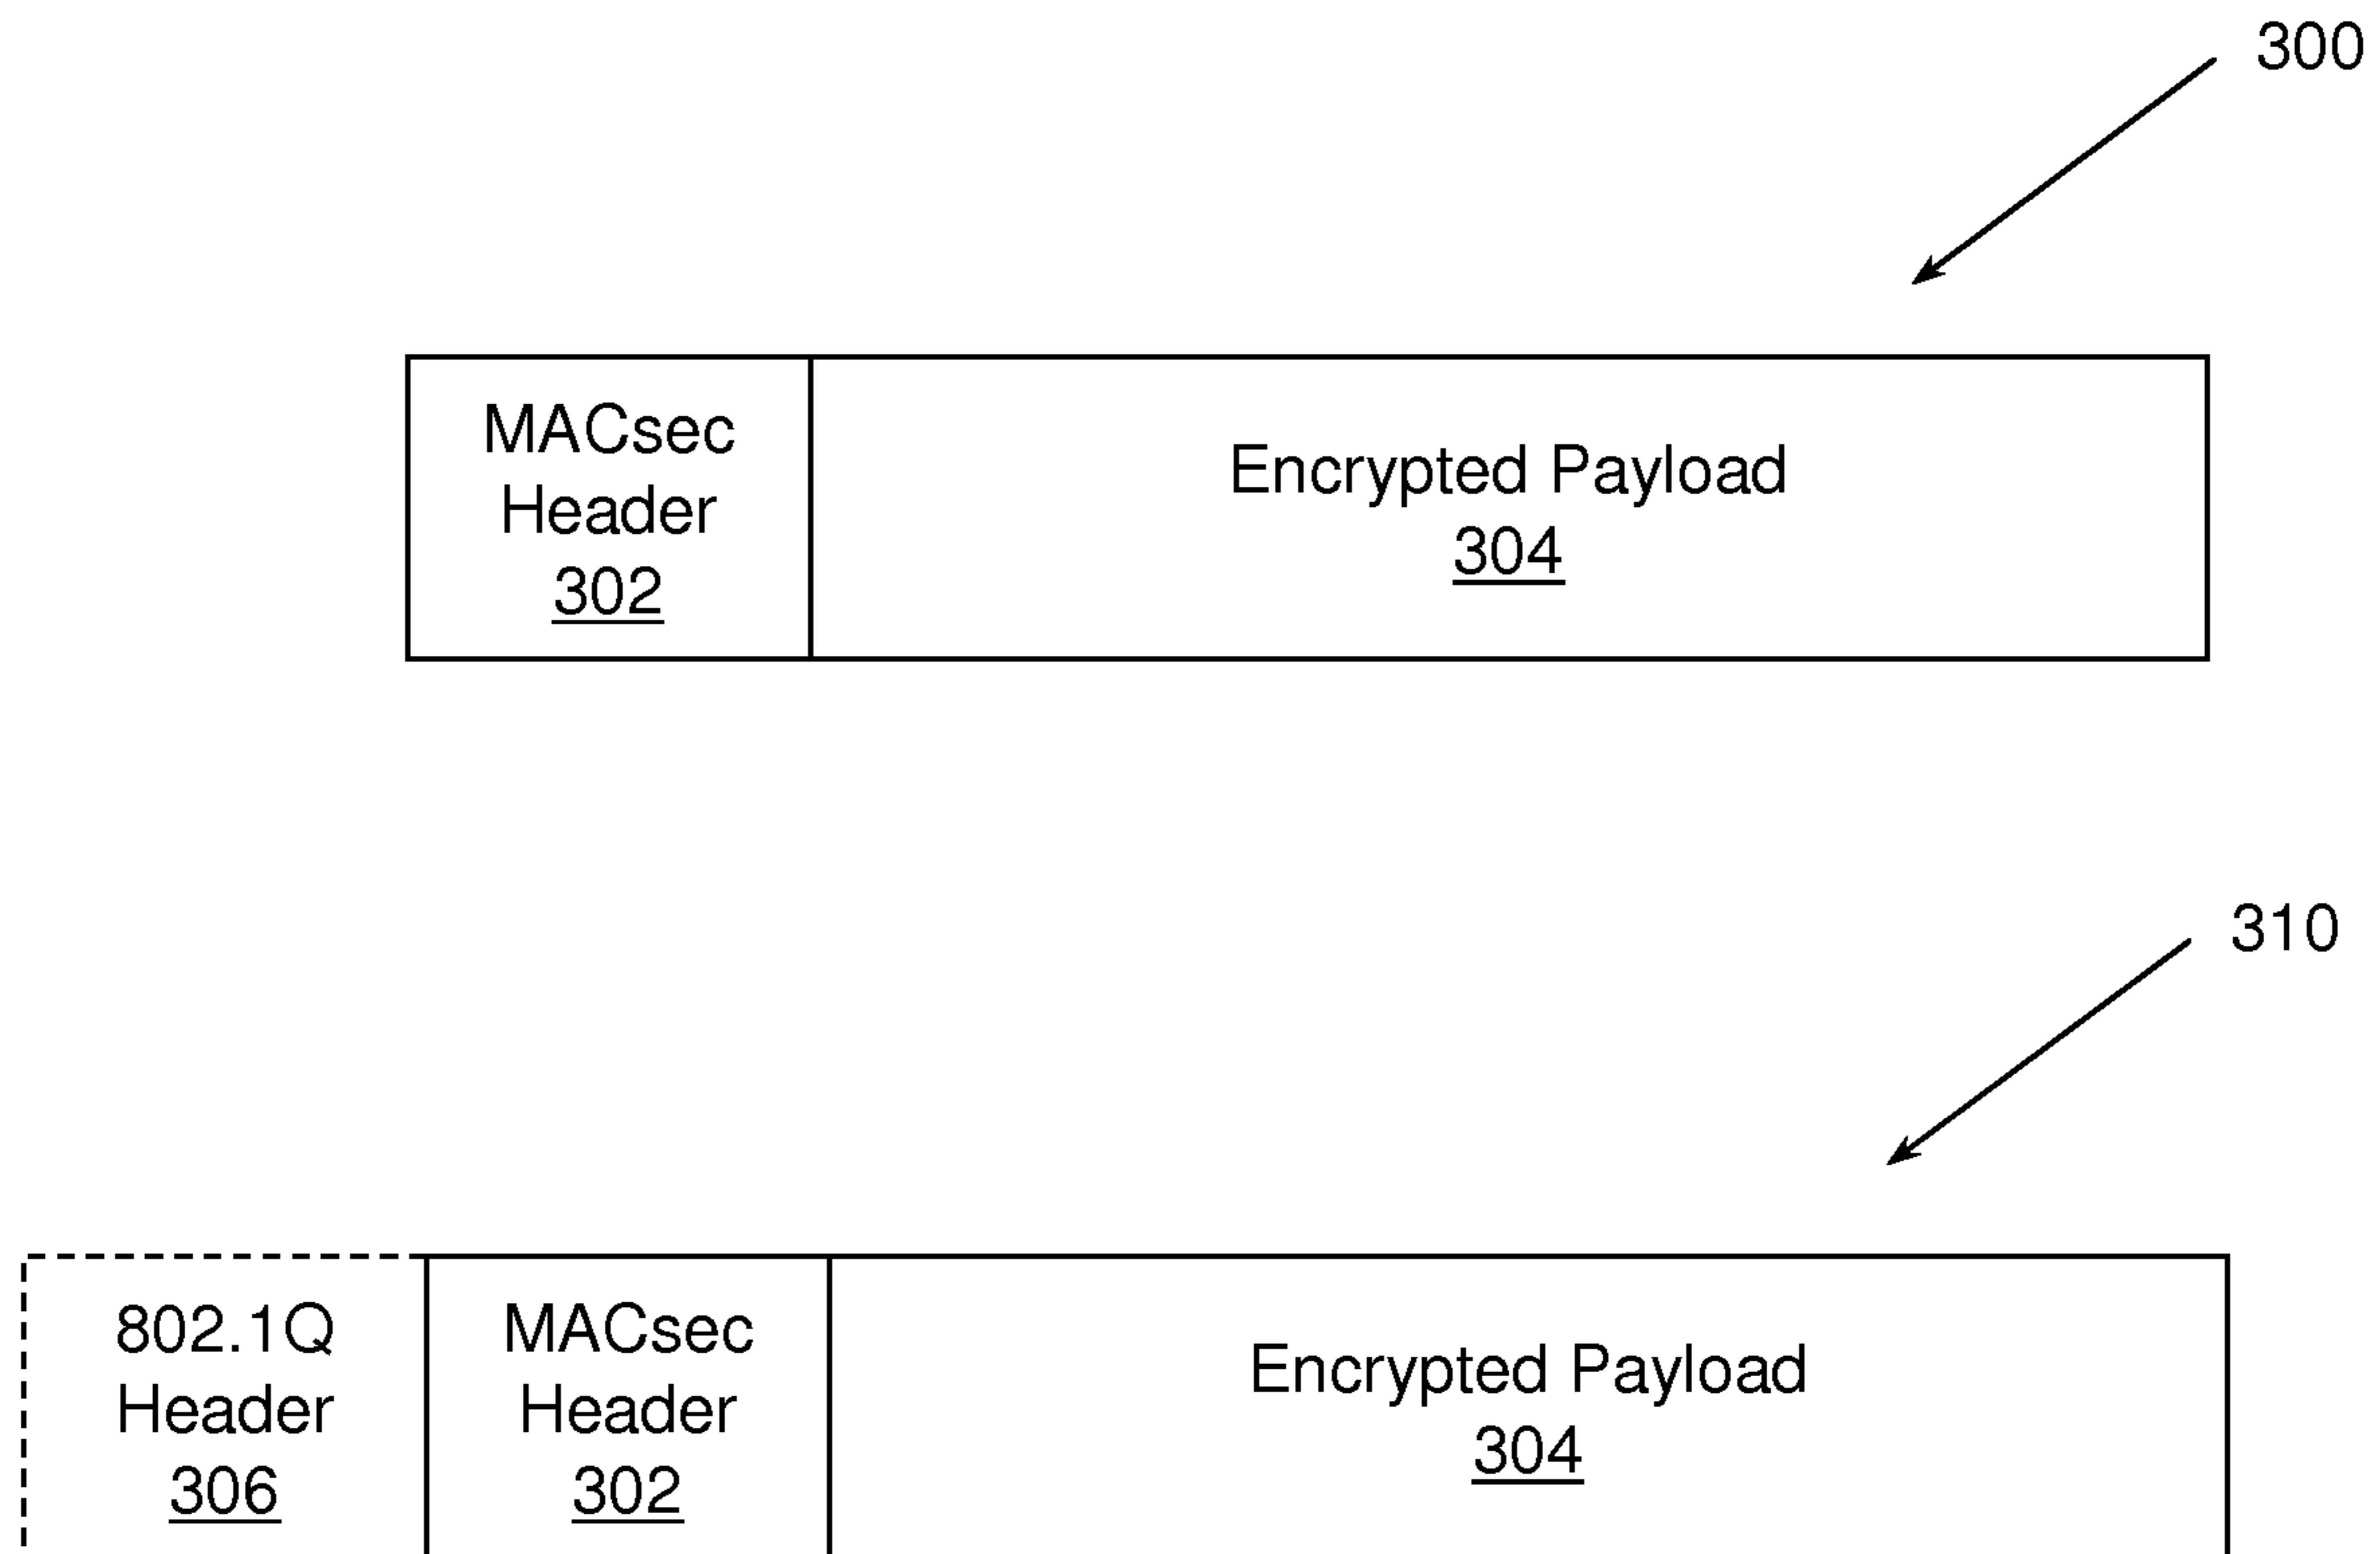 300
MACsec
Header
302
Encrypted Payload
304
310
802.1Q
Header
306
MACsec
Header
302
Encrypted Payload
304